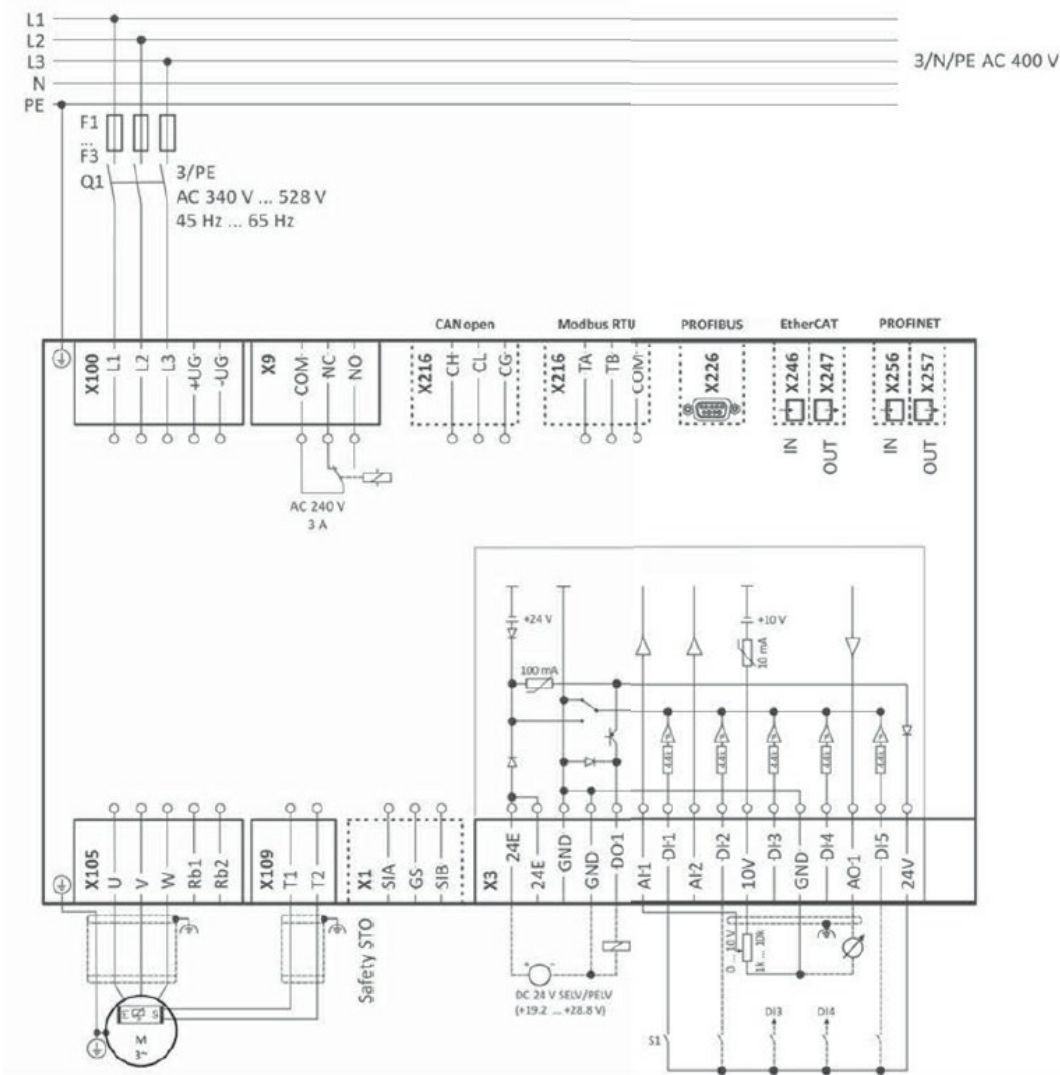 L1
L2
L3
N
PE
3/N/PE AC 400 V
F1
...
F3
Q1
3/PE
AC 340 V ... 528 V
45 Hz ... 65 Hz
CANopen
Modbus RTU
PROFIBUS
EtherCAT
PROFINET
X100
L1
L2
L3
+UG
-UG
X9
COM
NC
NO
X216
CH
CL
CG
X216
TA
TB
COM
X226
X246
X247
X256
X257
IN
OUT
IN
OUT
AC 240 V
3 A
+24 V
+10 V
100 mA
10 mA
X105
U
V
W
Rb1
Rb2
X109
T1
T2
X1
SIA
GS
SIB
X3
24E
24E
GND
GND
DO1
AI1
DI1
AI2
DI2
10V
DI3
GND
DI4
AO1
DI5
24V
Safety STO
0 ... 10 V
1k ... 10k
DC 24 V SELV/PELV
(+19.2 ... +28.8 V)
+
-
S1
DI3
DI4
M
3~